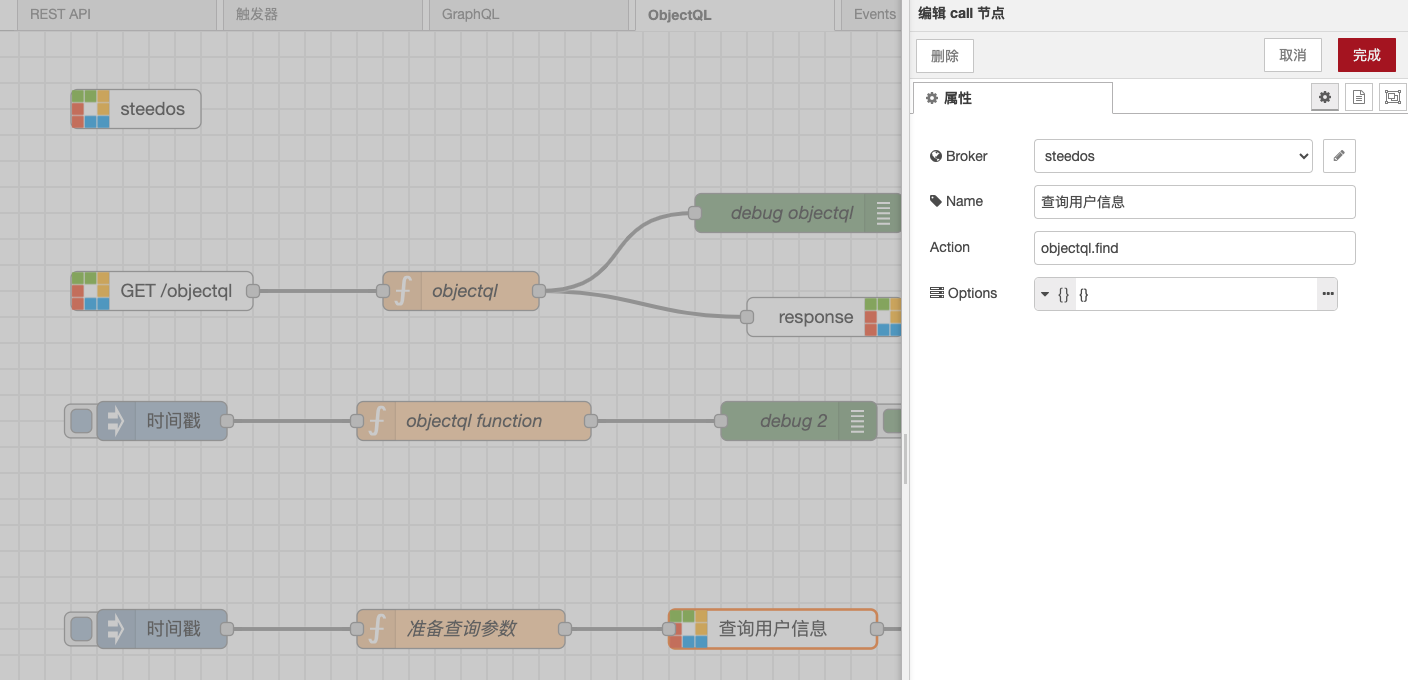 REST API
触发器
GraphQL
ObjectQL
Events
steedos
debug objectql
GET /objectql
objectql
response
时间戳
objectql function
debug 2
时间戳
准备查询参数
查询用户信息
编辑 call 节点
删除
取消
完成
属性
Broker
steedos
Name
查询用户信息
Action
objectql.find
Options
{} {}